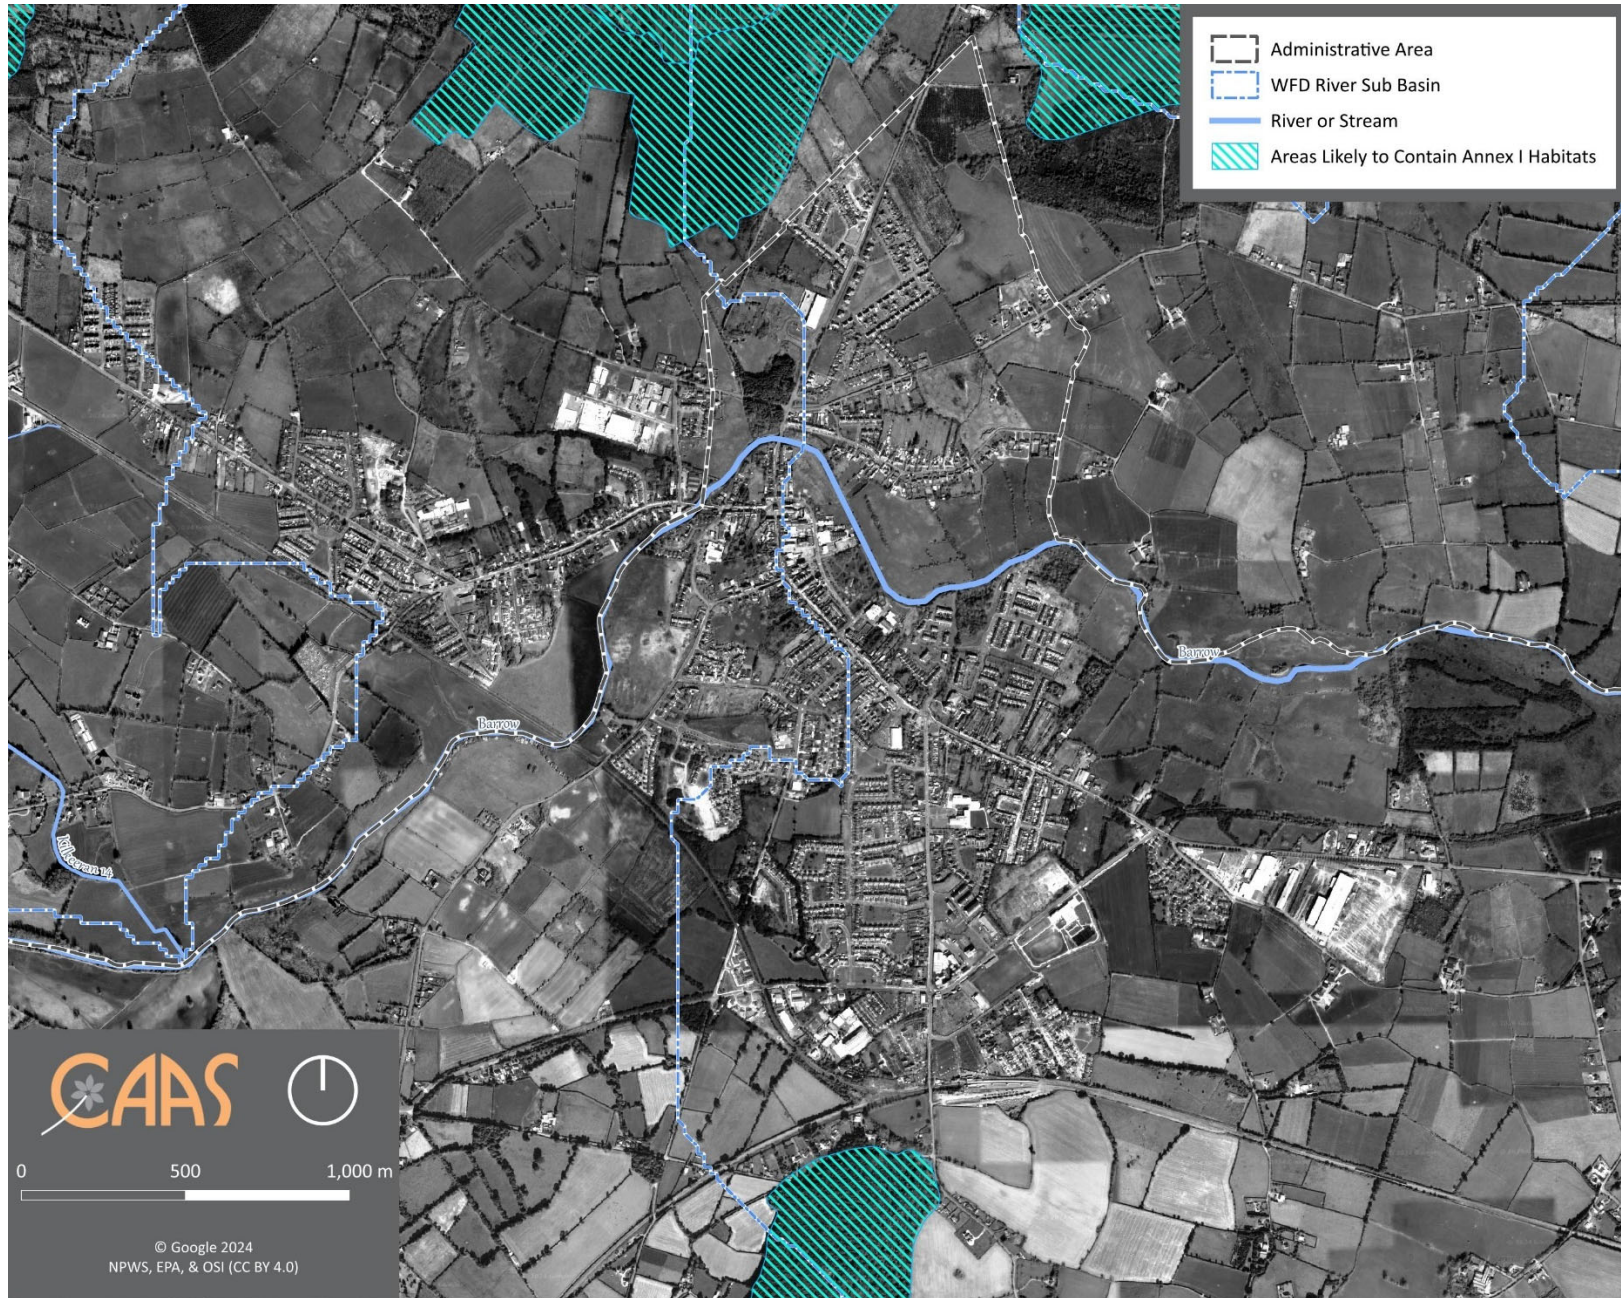 Administrative Area
WFD River Sub Basin
River or Stream
Areas Likely to Contain Annex I Habitats
Barrow
Barrow
Kilkeeran 14
CAAS
0 500 1,000 m
© Google 2024
NPWS, EPA, & OSI (CC BY 4.0)